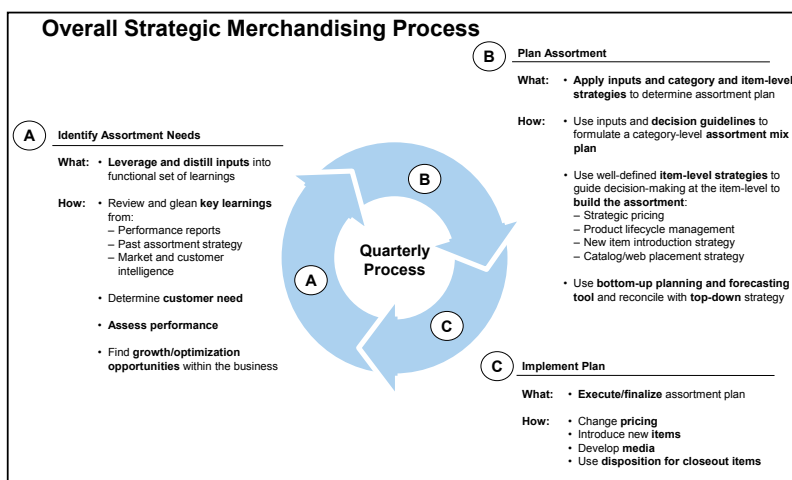 Overall Strategic Merchandising Process
A
Identify Assortment Needs
What: • Leverage and distill inputs into
functional set of learnings
How: • Review and glean key learnings
from:
– Performance reports
– Past assortment strategy
– Market and customer
intelligence
• Determine customer need
• Assess performance
• Find growth/optimization
opportunities within the business
Quarterly
Process
A
B
C
B
Plan Assortment
What: • Apply inputs and category and item-level
strategies to determine assortment plan
How: • Use inputs and decision guidelines to
formulate a category-level assortment mix
plan
• Use well-defined item-level strategies to
guide decision-making at the item-level to
build the assortment:
– Strategic pricing
– Product lifecycle management
– New item introduction strategy
– Catalog/web placement strategy
• Use bottom-up planning and forecasting
tool and reconcile with top-down strategy
C
Implement Plan
What: • Execute/finalize assortment plan
How: • Change pricing
• Introduce new items
• Develop media
• Use disposition for closeout items